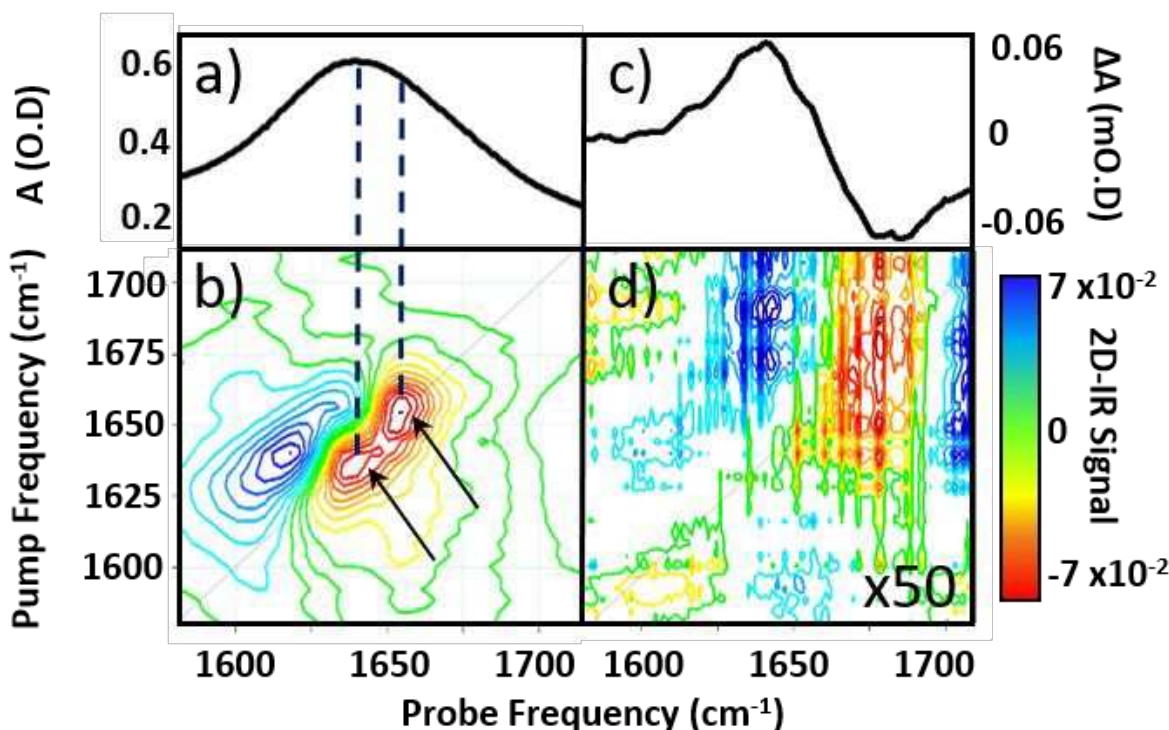 a)
c)
0.6
0.4
0.2
A (O.D)
0.06
0
-0.06
ΔA (mO.D)
b)
d)
1700
1675
1650
1625
1600
Pump Frequency (cm⁻¹)
x50
7 x10⁻²
0
-7 x10⁻²
2D-IR Signal
1600 1650 1700 1600 1650 1700
Probe Frequency (cm⁻¹)